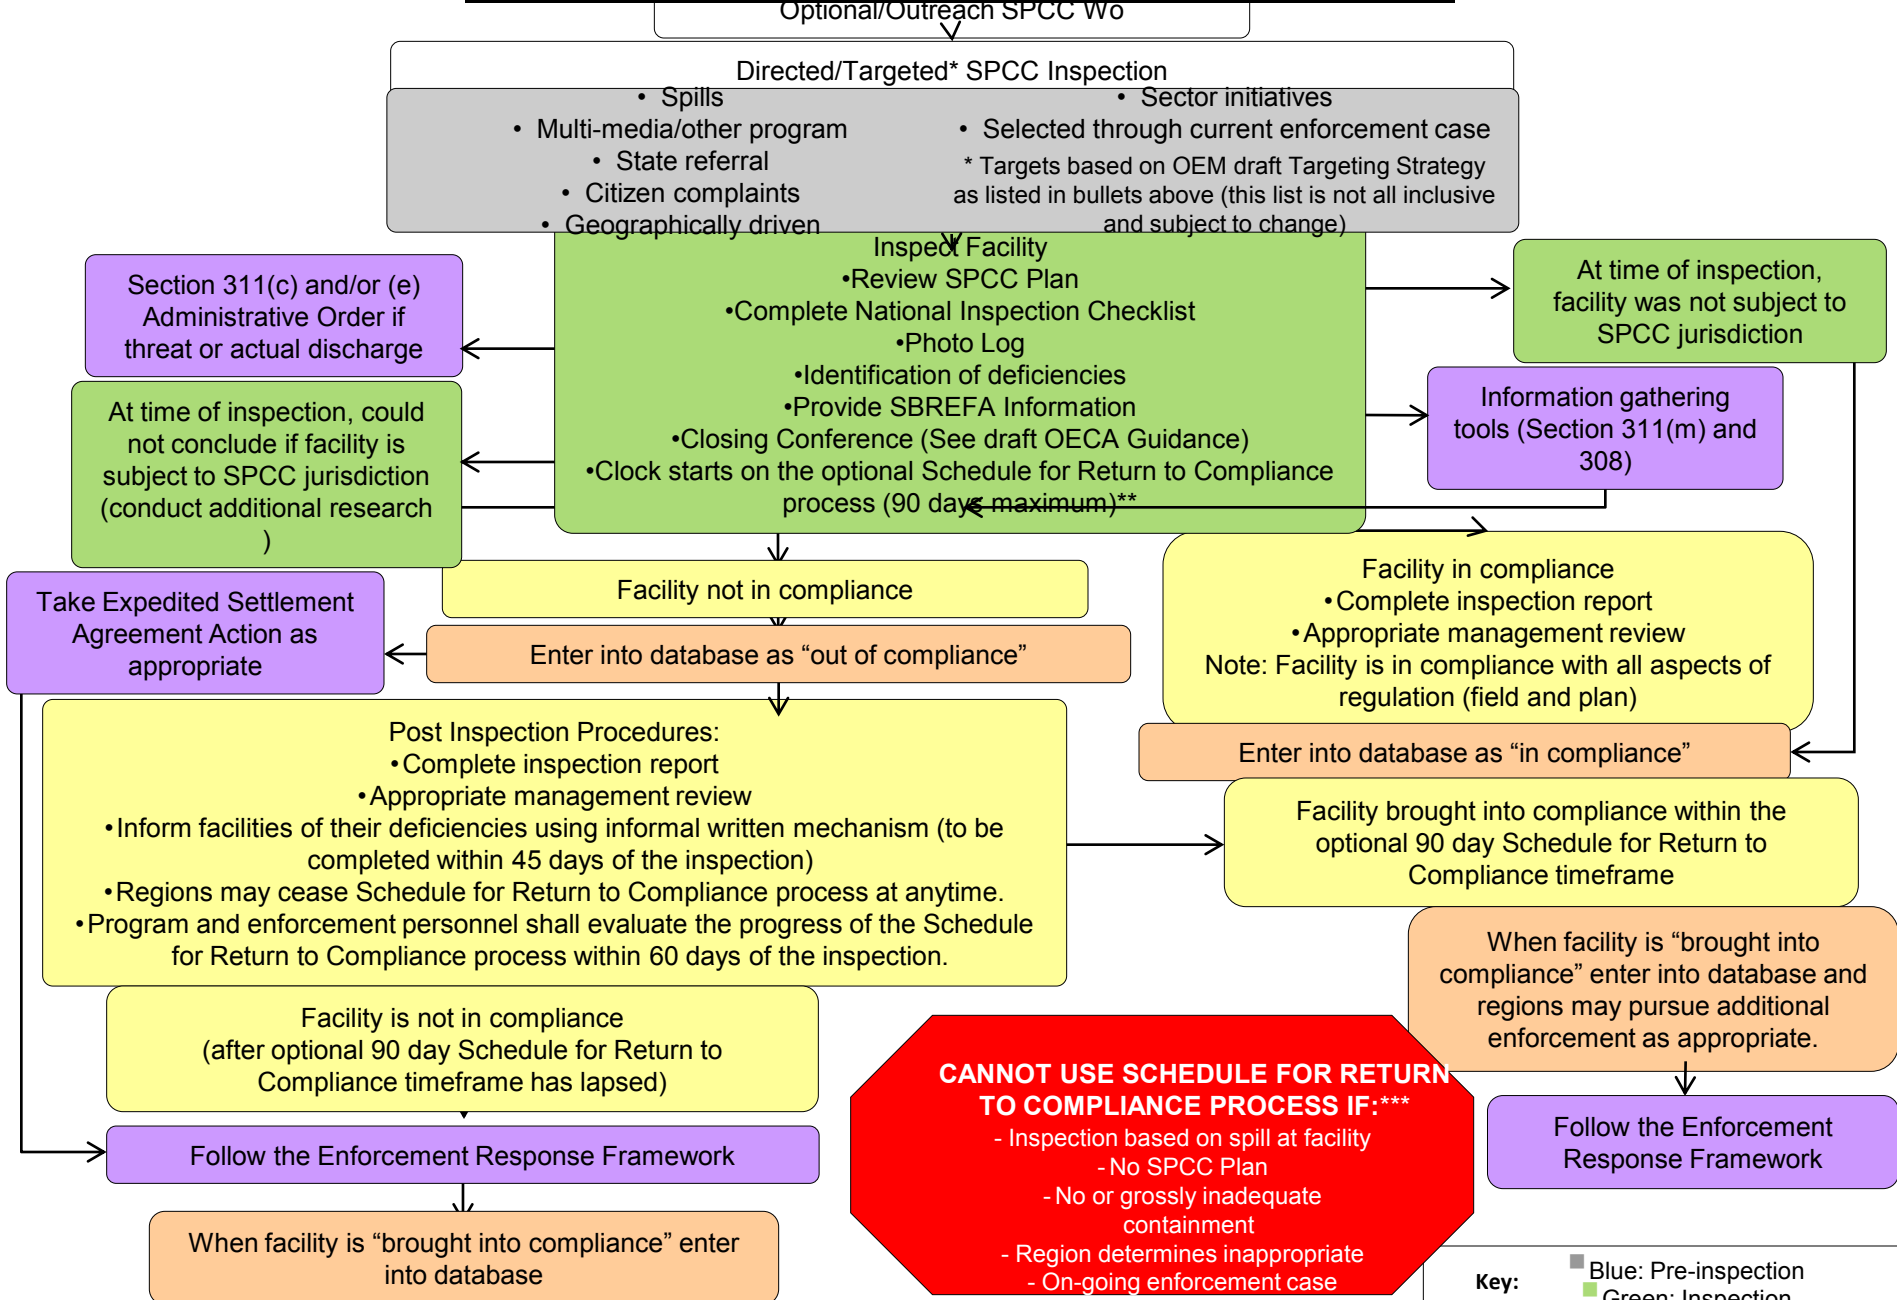 Optional/Outreach SPCC Wo
Directed/Targeted* SPCC Inspection
• Spills
• Multi-media/other program
• State referral
• Citizen complaints
• Geographically driven
• Sector initiatives
• Selected through current enforcement case
* Targets based on OEM draft Targeting Strategy
as listed in bullets above (this list is not all inclusive
and subject to change)
Section 311(c) and/or (e)
Administrative Order if
threat or actual discharge
Inspect Facility
•Review SPCC Plan
•Complete National Inspection Checklist
•Photo Log
•Identification of deficiencies
•Provide SBREFA Information
•Closing Conference (See draft OECA Guidance)
•Clock starts on the optional Schedule for Return to Compliance
process (90 days maximum)**
At time of inspection,
facility was not subject to
SPCC jurisdiction
At time of inspection, could
not conclude if facility is
subject to SPCC jurisdiction
(conduct additional research
)
Information gathering
tools (Section 311(m) and
308)
Facility not in compliance
Facility in compliance
•Complete inspection report
•Appropriate management review
Note: Facility is in compliance with all aspects of
regulation (field and plan)
Take Expedited Settlement
Agreement Action as
appropriate
Enter into database as “out of compliance”
Enter into database as “in compliance”
Post Inspection Procedures:
•Complete inspection report
•Appropriate management review
•Inform facilities of their deficiencies using informal written mechanism (to be
completed within 45 days of the inspection)
•Regions may cease Schedule for Return to Compliance process at anytime.
•Program and enforcement personnel shall evaluate the progress of the Schedule
for Return to Compliance process within 60 days of the inspection.
Facility brought into compliance within the
optional 90 day Schedule for Return to
Compliance timeframe
When facility is “brought into
compliance” enter into database and
regions may pursue additional
enforcement as appropriate.
Facility is not in compliance
(after optional 90 day Schedule for Return to
Compliance timeframe has lapsed)
Follow the Enforcement Response Framework
When facility is “brought into compliance” enter
into database
CANNOT USE SCHEDULE FOR RETURN
TO COMPLIANCE PROCESS IF:***
- Inspection based on spill at facility
- No SPCC Plan
- No or grossly inadequate
containment
- Region determines inappropriate
- On-going enforcement case
Follow the Enforcement
Response Framework
Key:
Blue: Pre-inspection
Green: Inspection